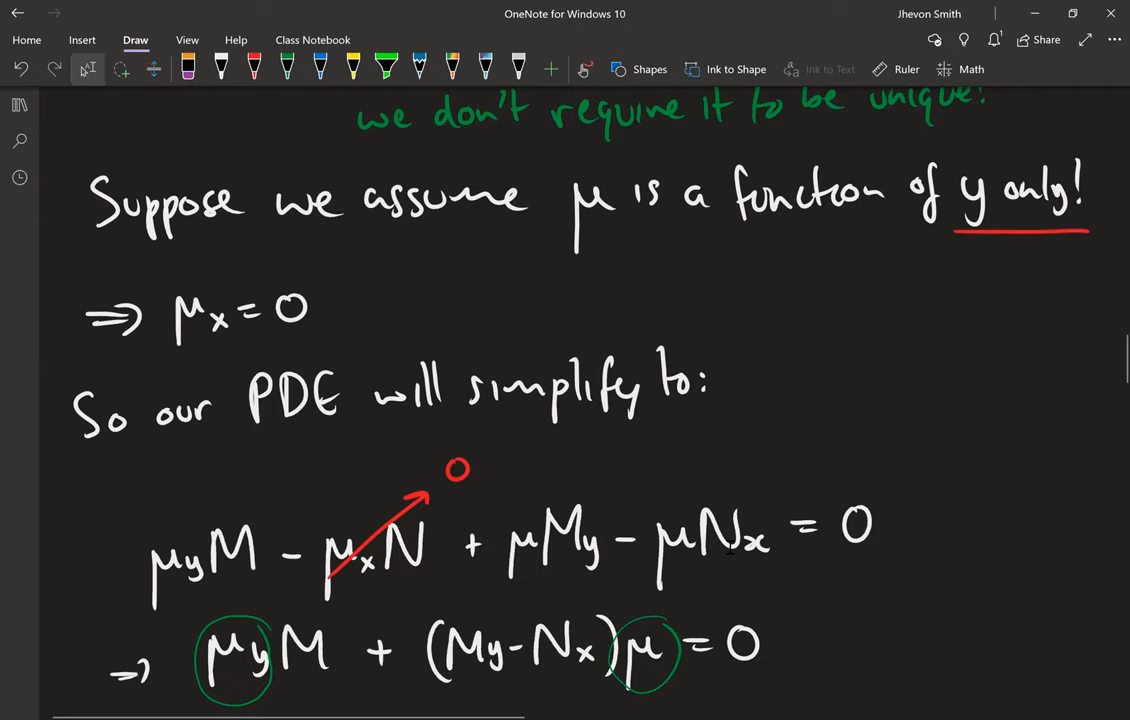 OneNote for Windows 10
Jhevon Smith
Home Insert Draw View Help Class Notebook
Share
Shapes Ink to Shape Ink to Text Ruler Math
we don't require it to be unique!
Suppose we assume μ is a function of y only!
⇒ μₓ = 0
So our PDE will simplify to:
0
μyM - μₓN + μMy - μNₓ = 0
⇒ μyM + (My-Nₓ)μ = 0